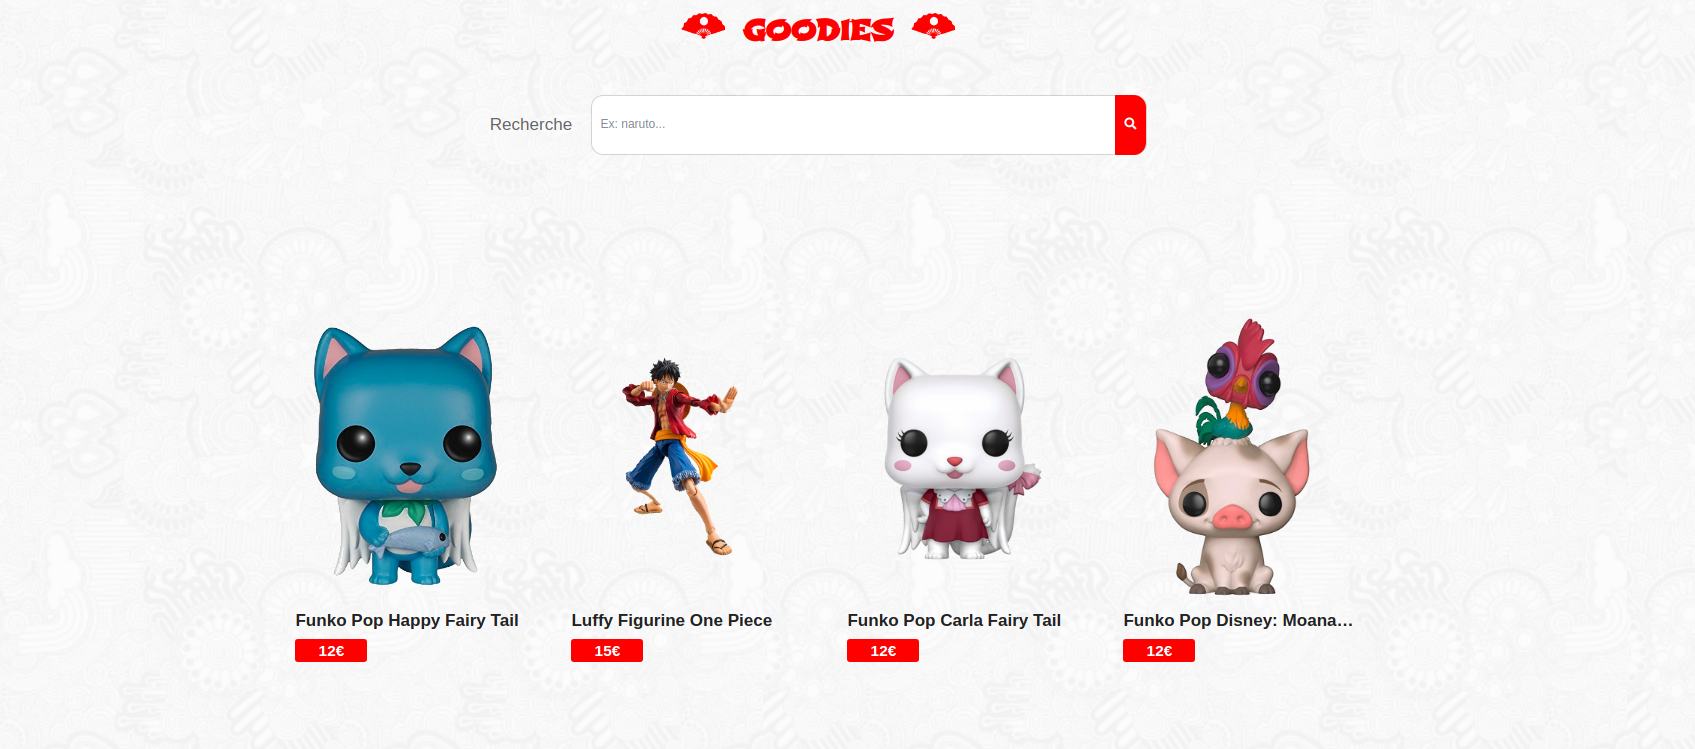 GOODIES
Recherche
Ex: naruto...
Funko Pop Happy Fairy Tail
12€
Luffy Figurine One Piece
15€
Funko Pop Carla Fairy Tail
12€
Funko Pop Disney: Moana…
12€